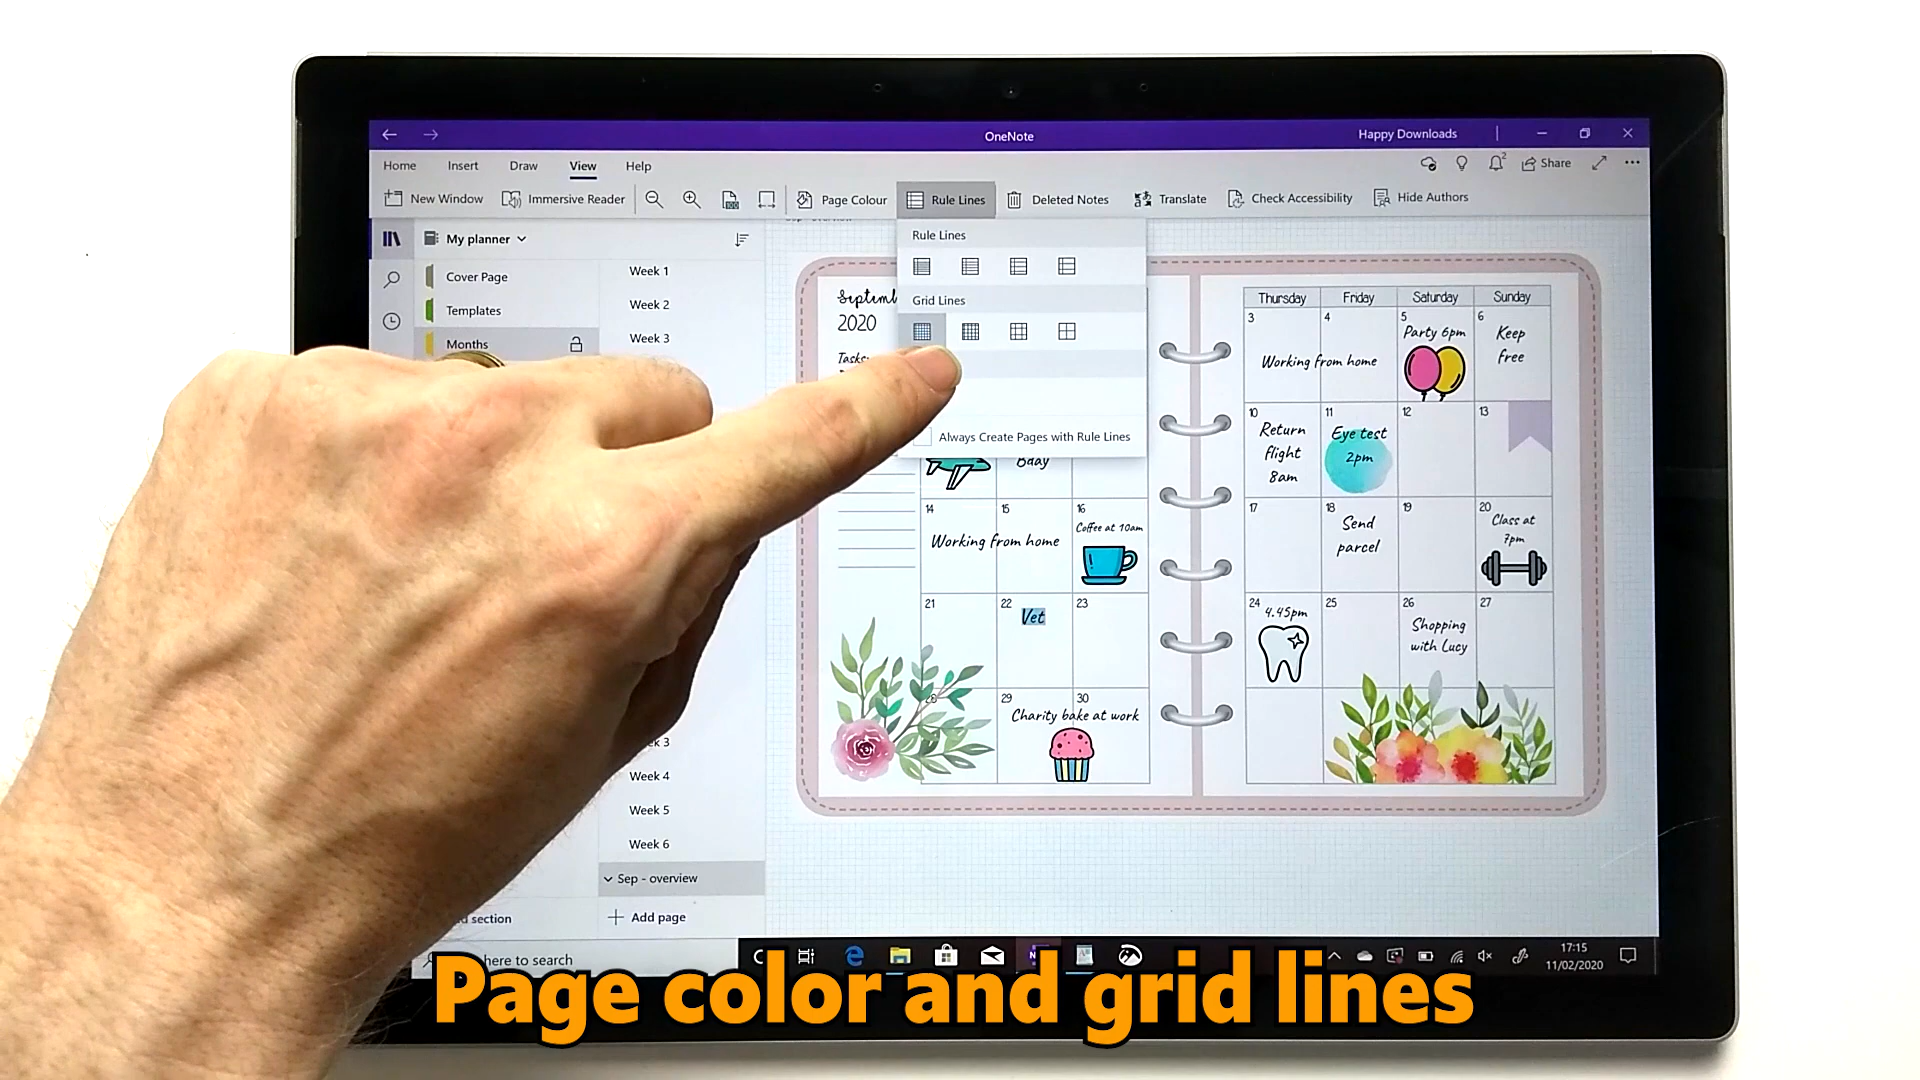 OneNote
Happy Downloads
Home Insert Draw View Help
Share
New Window Immersive Reader Page Colour Rule Lines Deleted Notes Translate Check Accessibility Hide Authors
My planner
Cover Page
Templates
Months
Week 1
Week 2
Week 3
Week 4
Week 5
Week 6
Sep - overview
Add page
section
here to search
Rule Lines
Grid Lines
Always Create Pages with Rule Lines
2020
Thursday Friday Saturday Sunday
3 4 5 6
Working from home
Party 6pm
Keep
free
10 11 12 13
Return
flight
8am
Eye test
2pm
14 15 16
Working from home
Coffee at 10am
17 18 19 20
Send
parcel
Class at
7pm
21 22 23
Vet
24 25 26 27
4.45pm
Shopping
with Lucy
28 29 30
Charity bake at work
17:15
11/02/2020
Page color and grid lines